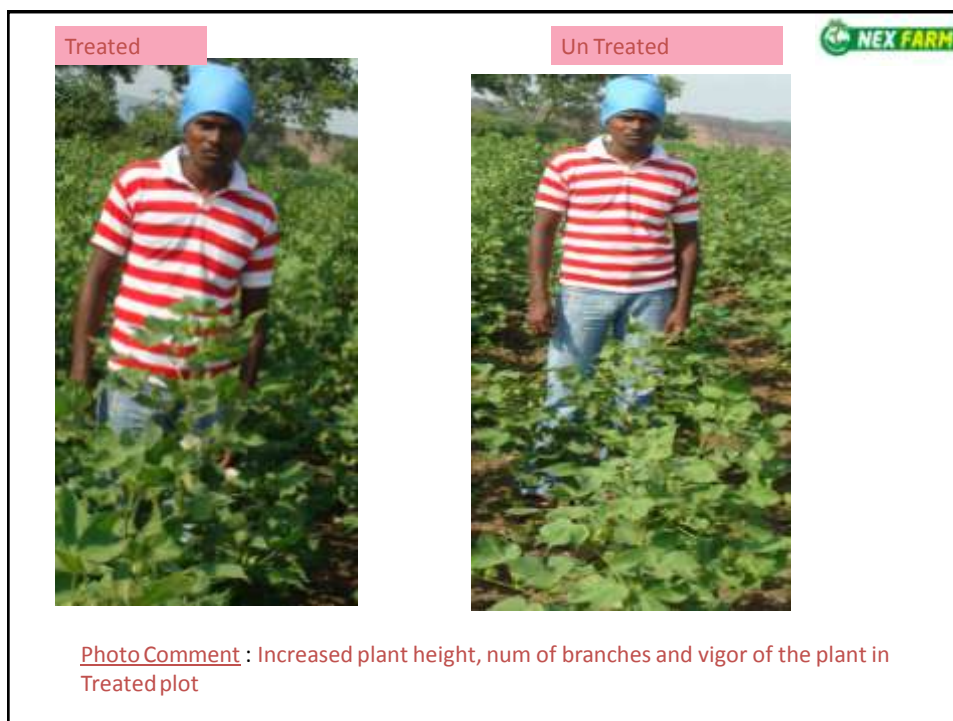 Treated
Un Treated
NEX FARM
Photo Comment : Increased plant height, num of branches and vigor of the plant in
Treated plot